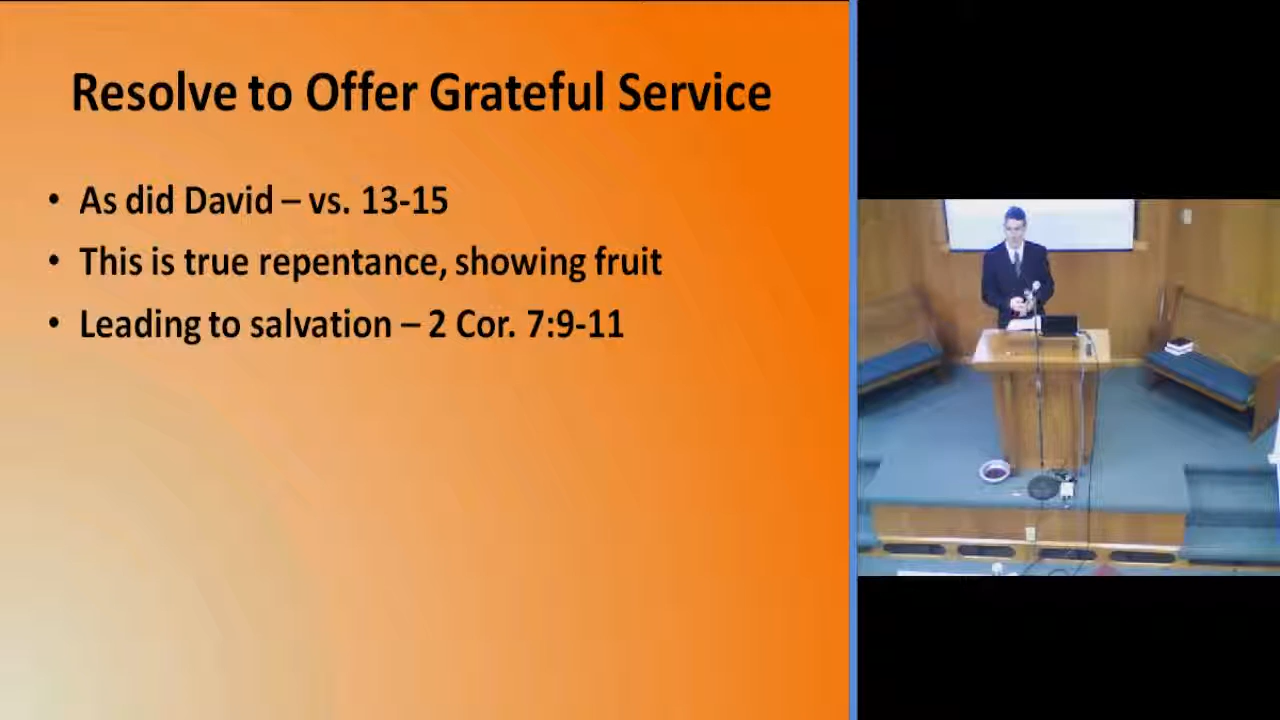 Resolve to Offer Grateful Service
• As did David – vs. 13-15
• This is true repentance, showing fruit
• Leading to salvation – 2 Cor. 7:9-11